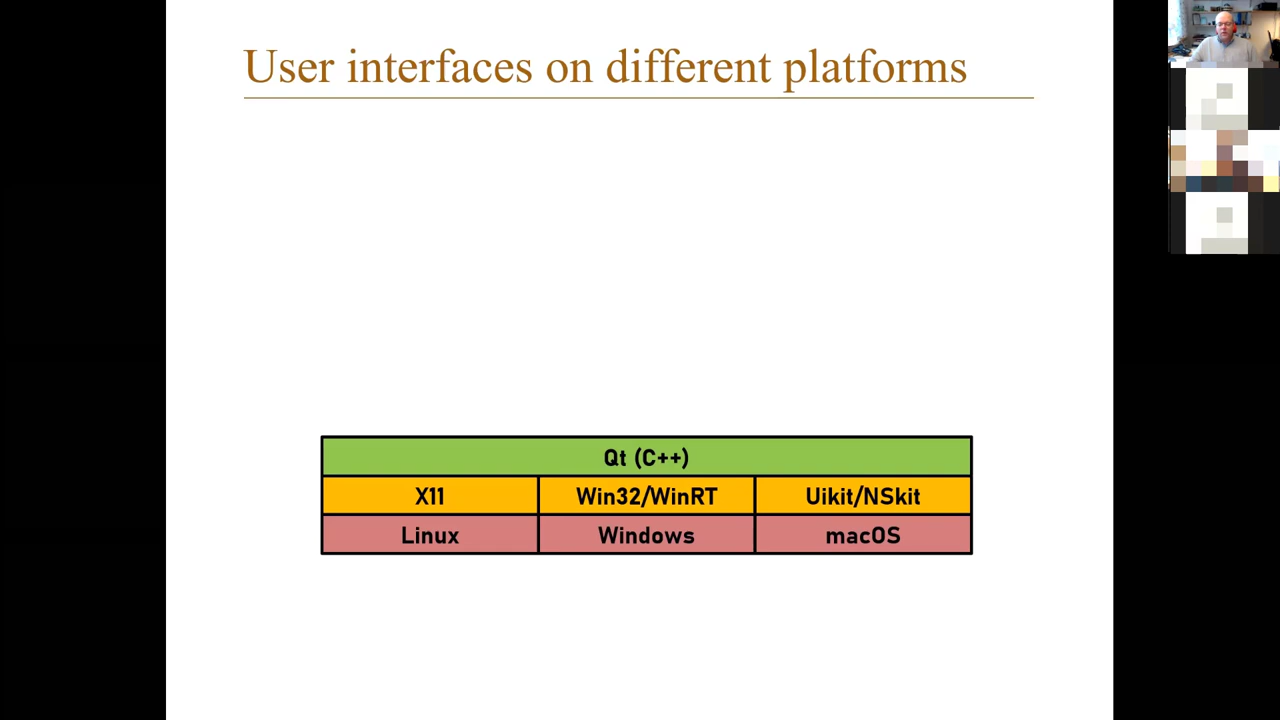 User interfaces on different platforms
Qt (C++)
X11 Win32/WinRT Uikit/NSkit
Linux Windows macOS